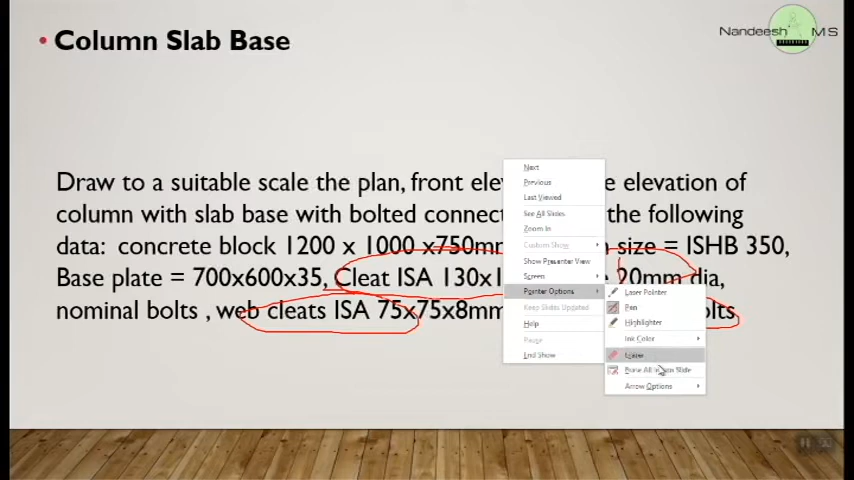 Nandeesh M S
• Column Slab Base
Draw to a suitable scale the plan, front elev e elevation of
column with slab base with bolted connect the following
data: concrete block 1200 x 1000 x750mm n size = ISHB 350,
Base plate = 700x600x35, Cleat ISA 130x1 20mm dia,
nominal bolts , web cleats ISA 75x75x8mm olts
Next
Previous
Last Viewed
See All Slides
Zoom In
Custom Show
Show Presenter View
Screen
Pointer Options
Keep Slides Updated
Help
Pause
End Show
Laser Pointer
Pen
Highlighter
Ink Color
Eraser
Erase All Ink on Slide
Arrow Options